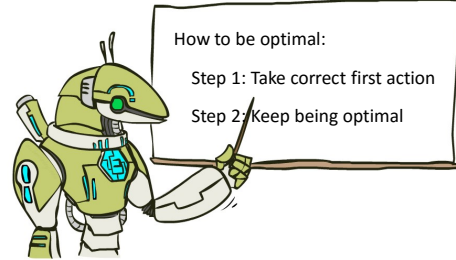 How to be optimal:
Step 1: Take correct first action
Step 2: Keep being optimal